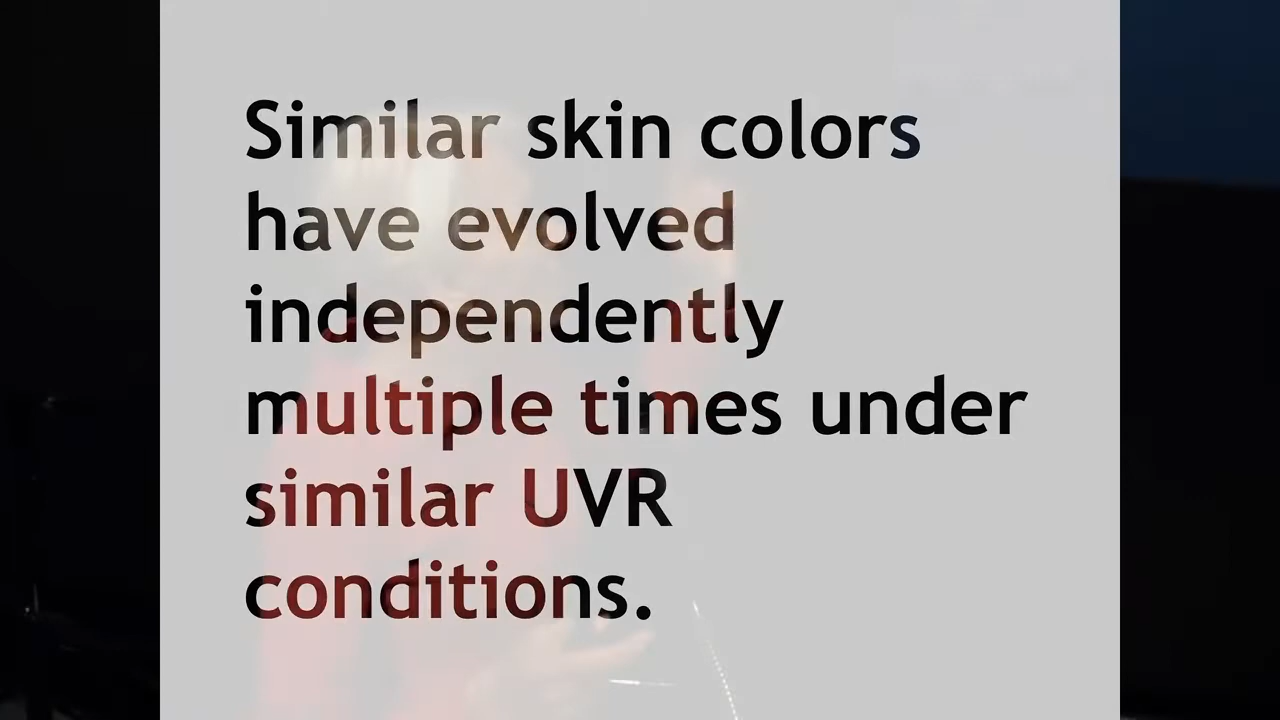 Similar skin colors
have evolved
independently
multiple times under
similar UVR
conditions.